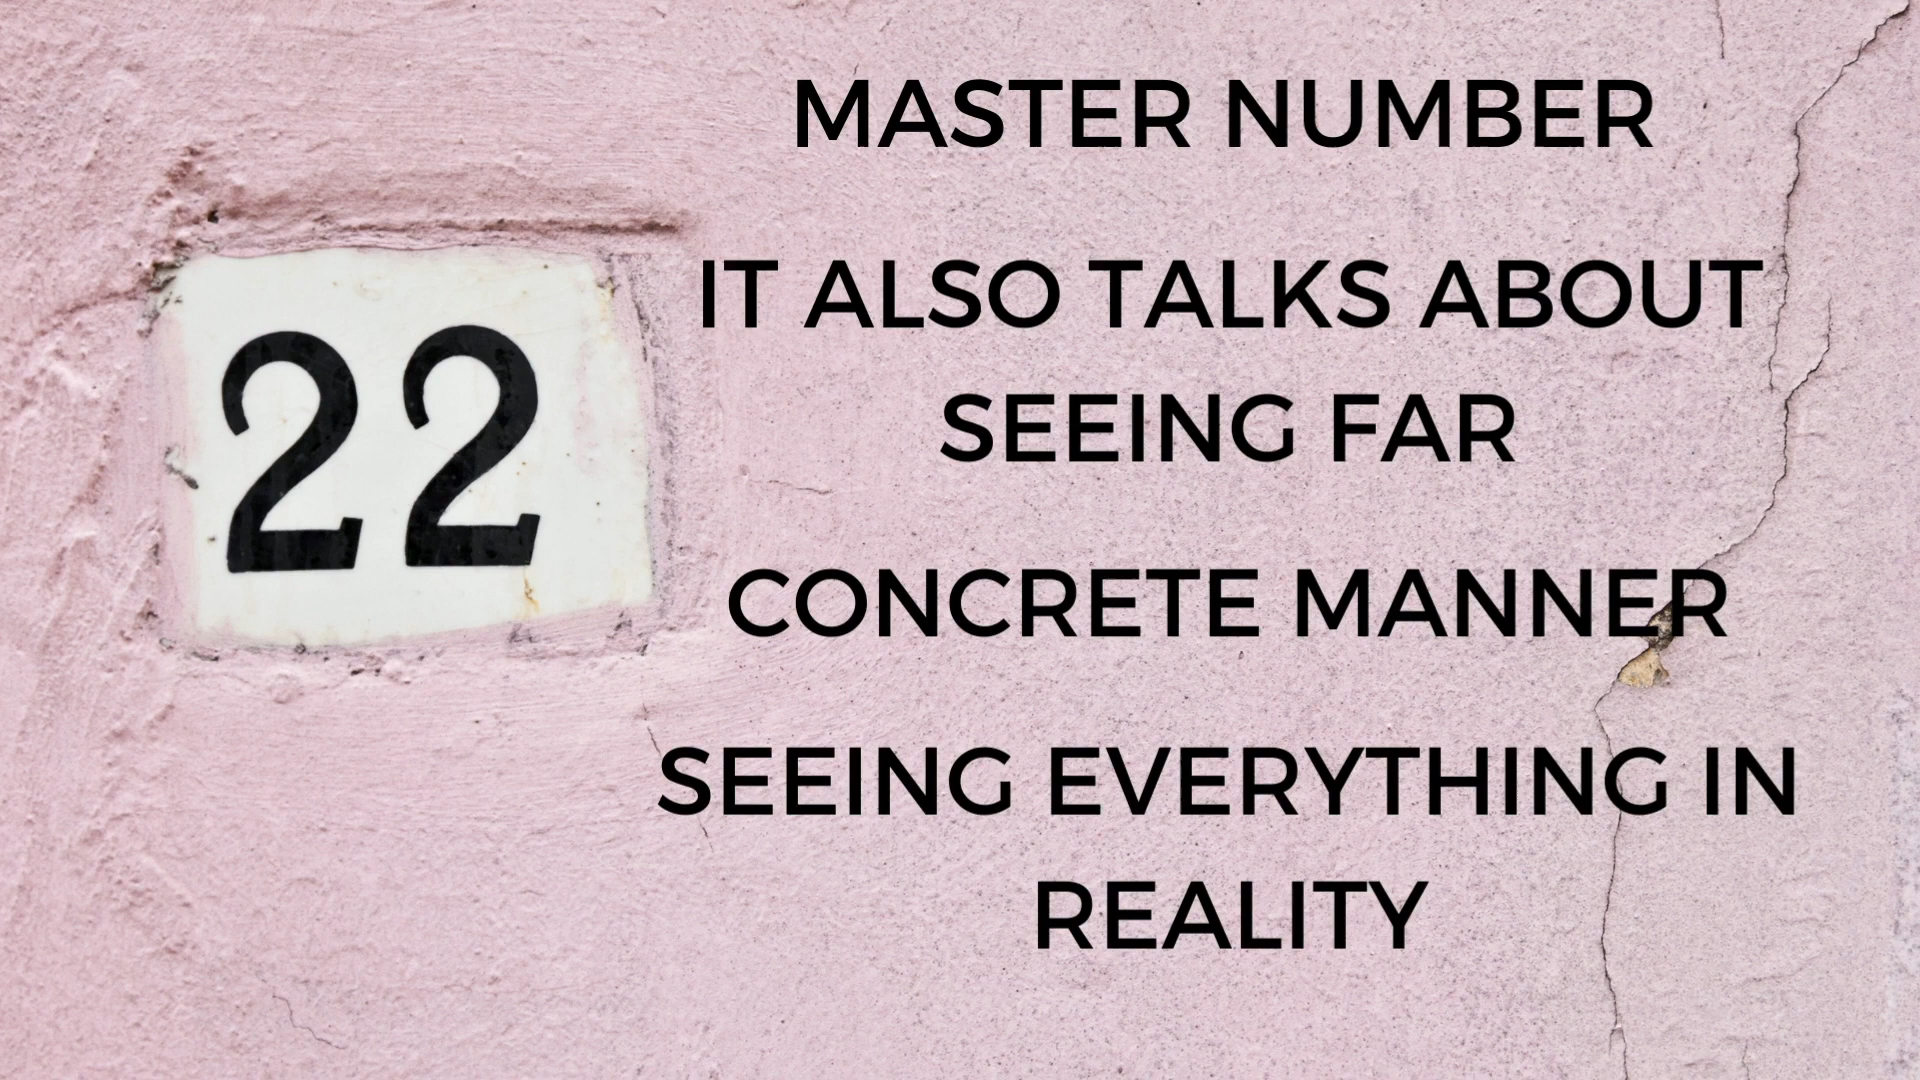 22
MASTER NUMBER
IT ALSO TALKS ABOUT
SEEING FAR
CONCRETE MANNER
SEEING EVERYTHING IN
REALITY